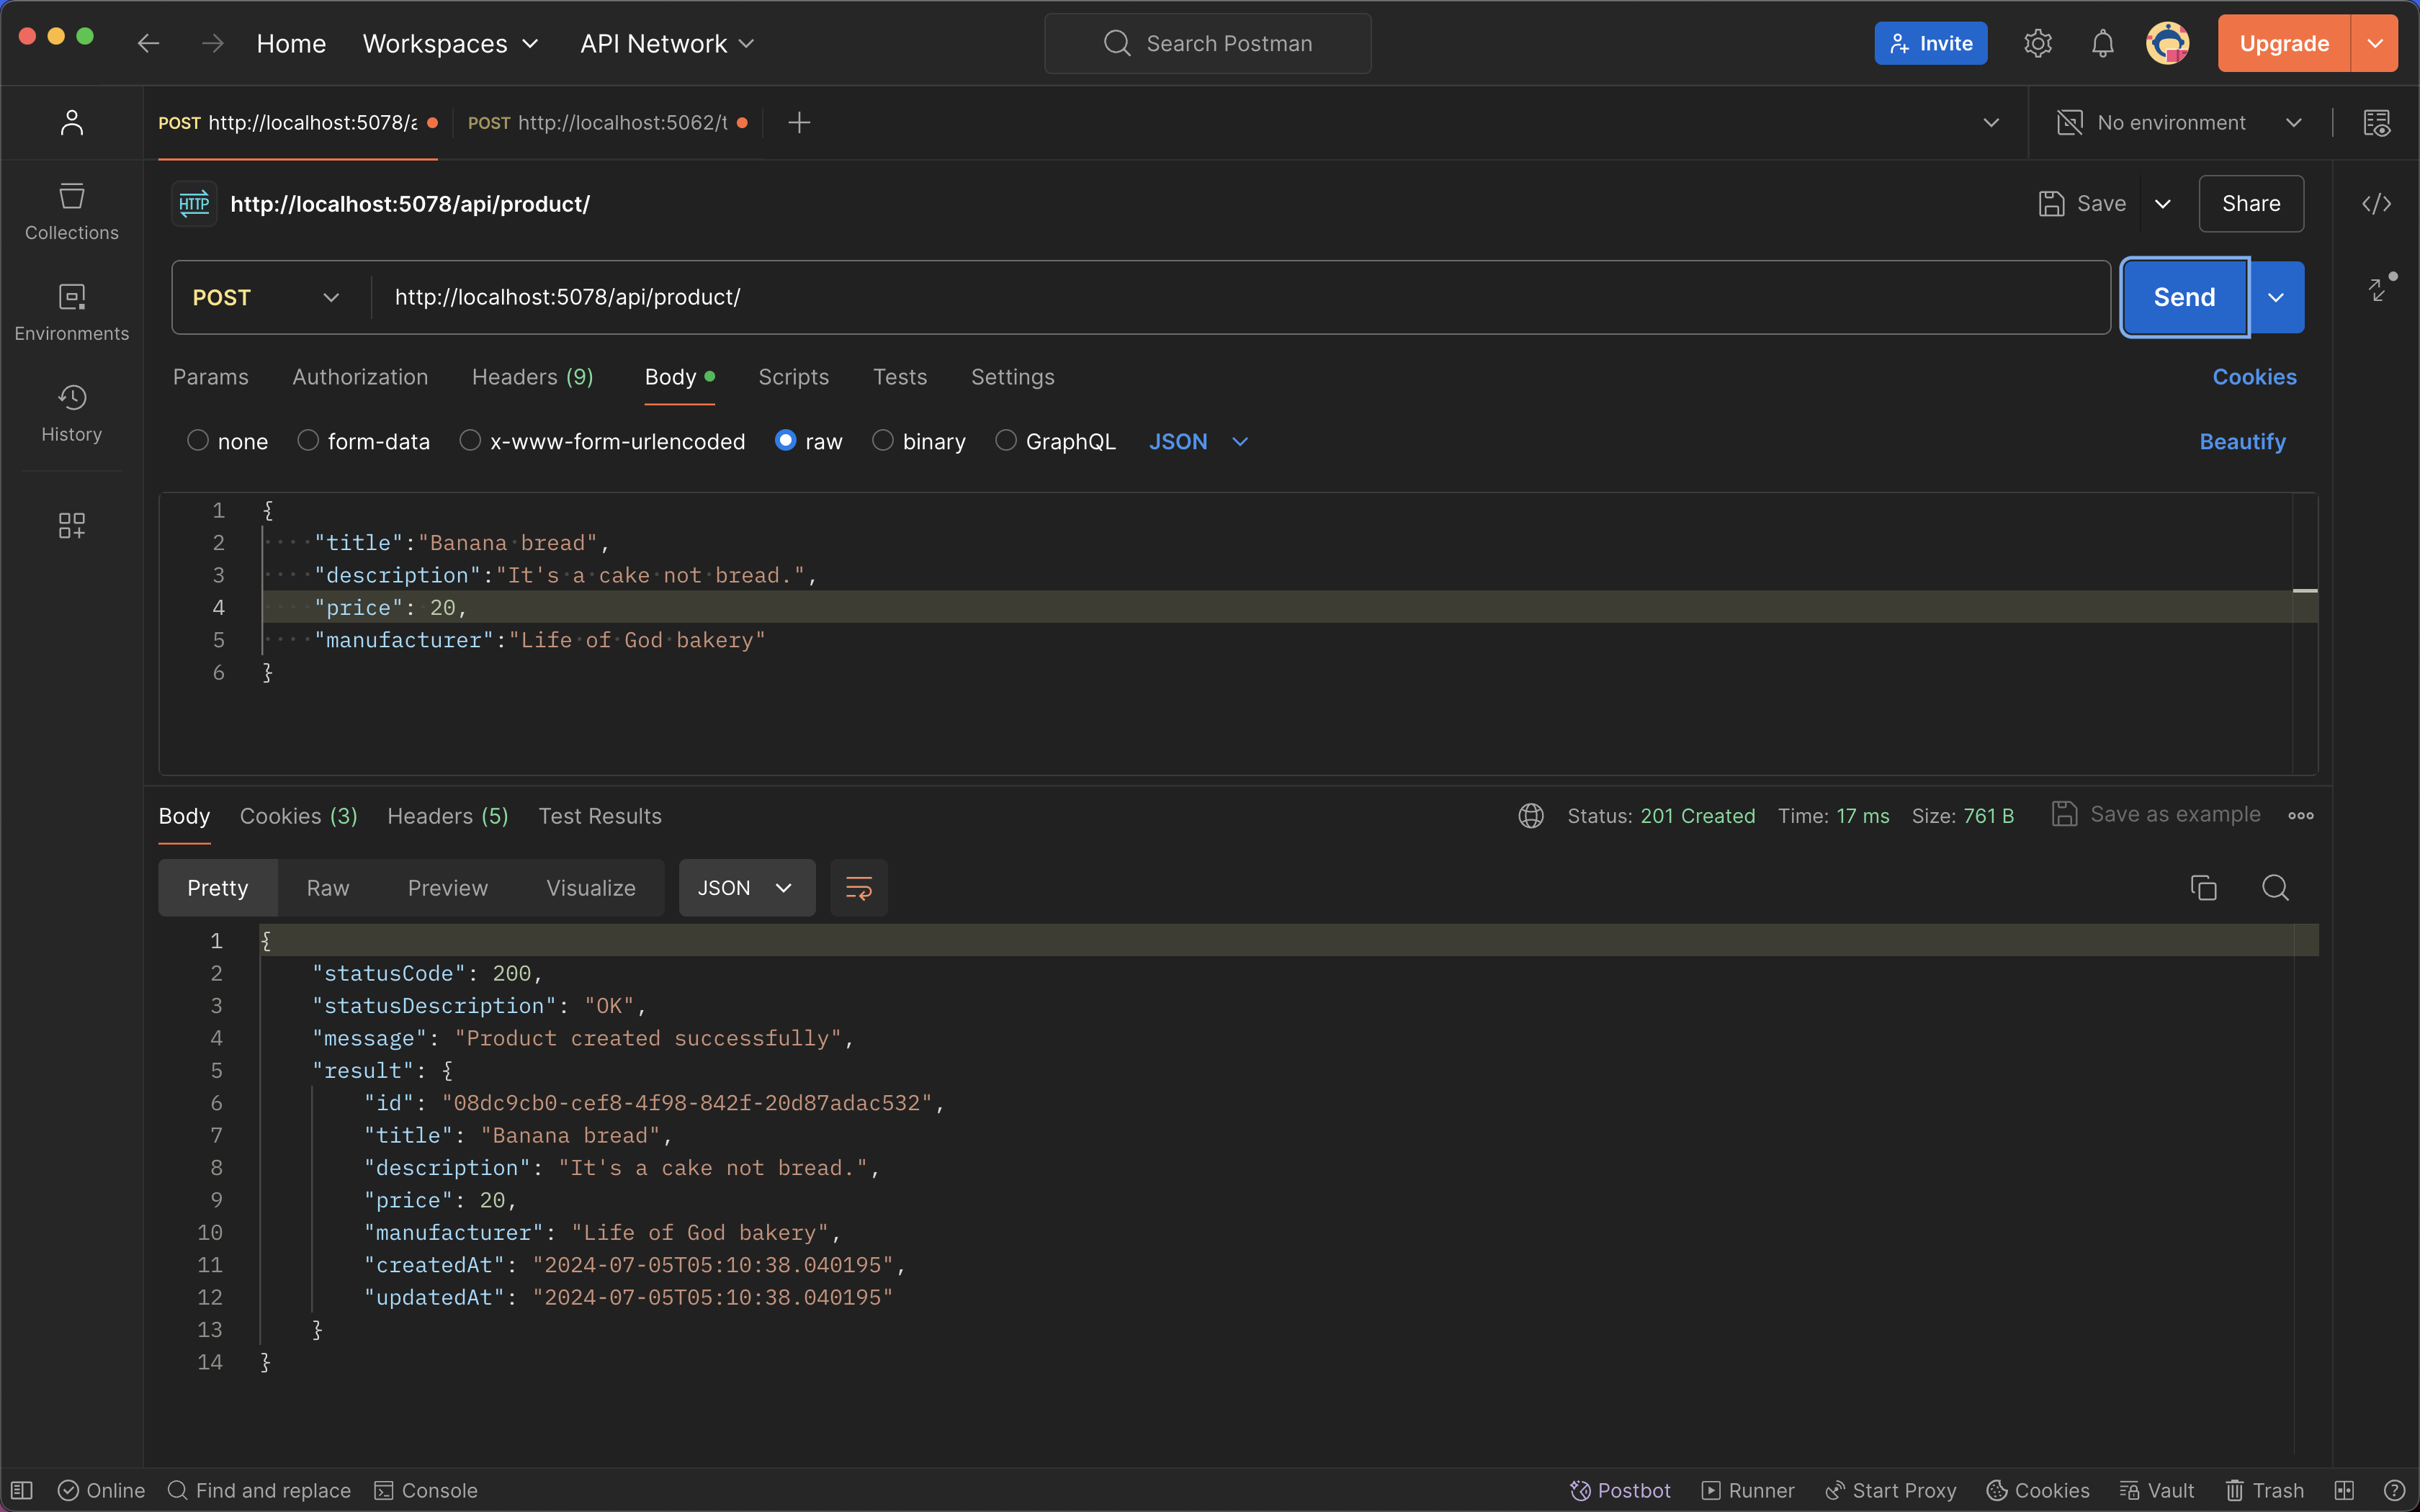 Home Workspaces API Network Search Postman Invite Upgrade
POST http://localhost:5078/a POST http://localhost:5062/t No environment
HTTP http://localhost:5078/api/product/ Save Share
POST http://localhost:5078/api/product/ Send
Params Authorization Headers (9) Body Scripts Tests Settings Cookies
none form-data x-www-form-urlencoded raw binary GraphQL JSON Beautify
Collections
Environments
History
1 {
2 "title":"Banana bread",
3 "description":"It's a cake not bread.",
4 "price": 20,
5 "manufacturer":"Life of God bakery"
6 }
Body Cookies (3) Headers (5) Test Results Status: 201 Created Time: 17 ms Size: 761 B Save as example
Pretty Raw Preview Visualize JSON
1 {
2 "statusCode": 200,
3 "statusDescription": "OK",
4 "message": "Product created successfully",
5 "result": {
6 "id": "08dc9cb0-cef8-4f98-842f-20d87adac532",
7 "title": "Banana bread",
8 "description": "It's a cake not bread.",
9 "price": 20,
10 "manufacturer": "Life of God bakery",
11 "createdAt": "2024-07-05T05:10:38.040195",
12 "updatedAt": "2024-07-05T05:10:38.040195"
13 }
14 }
Online Find and replace Console Postbot Runner Start Proxy Cookies Vault Trash